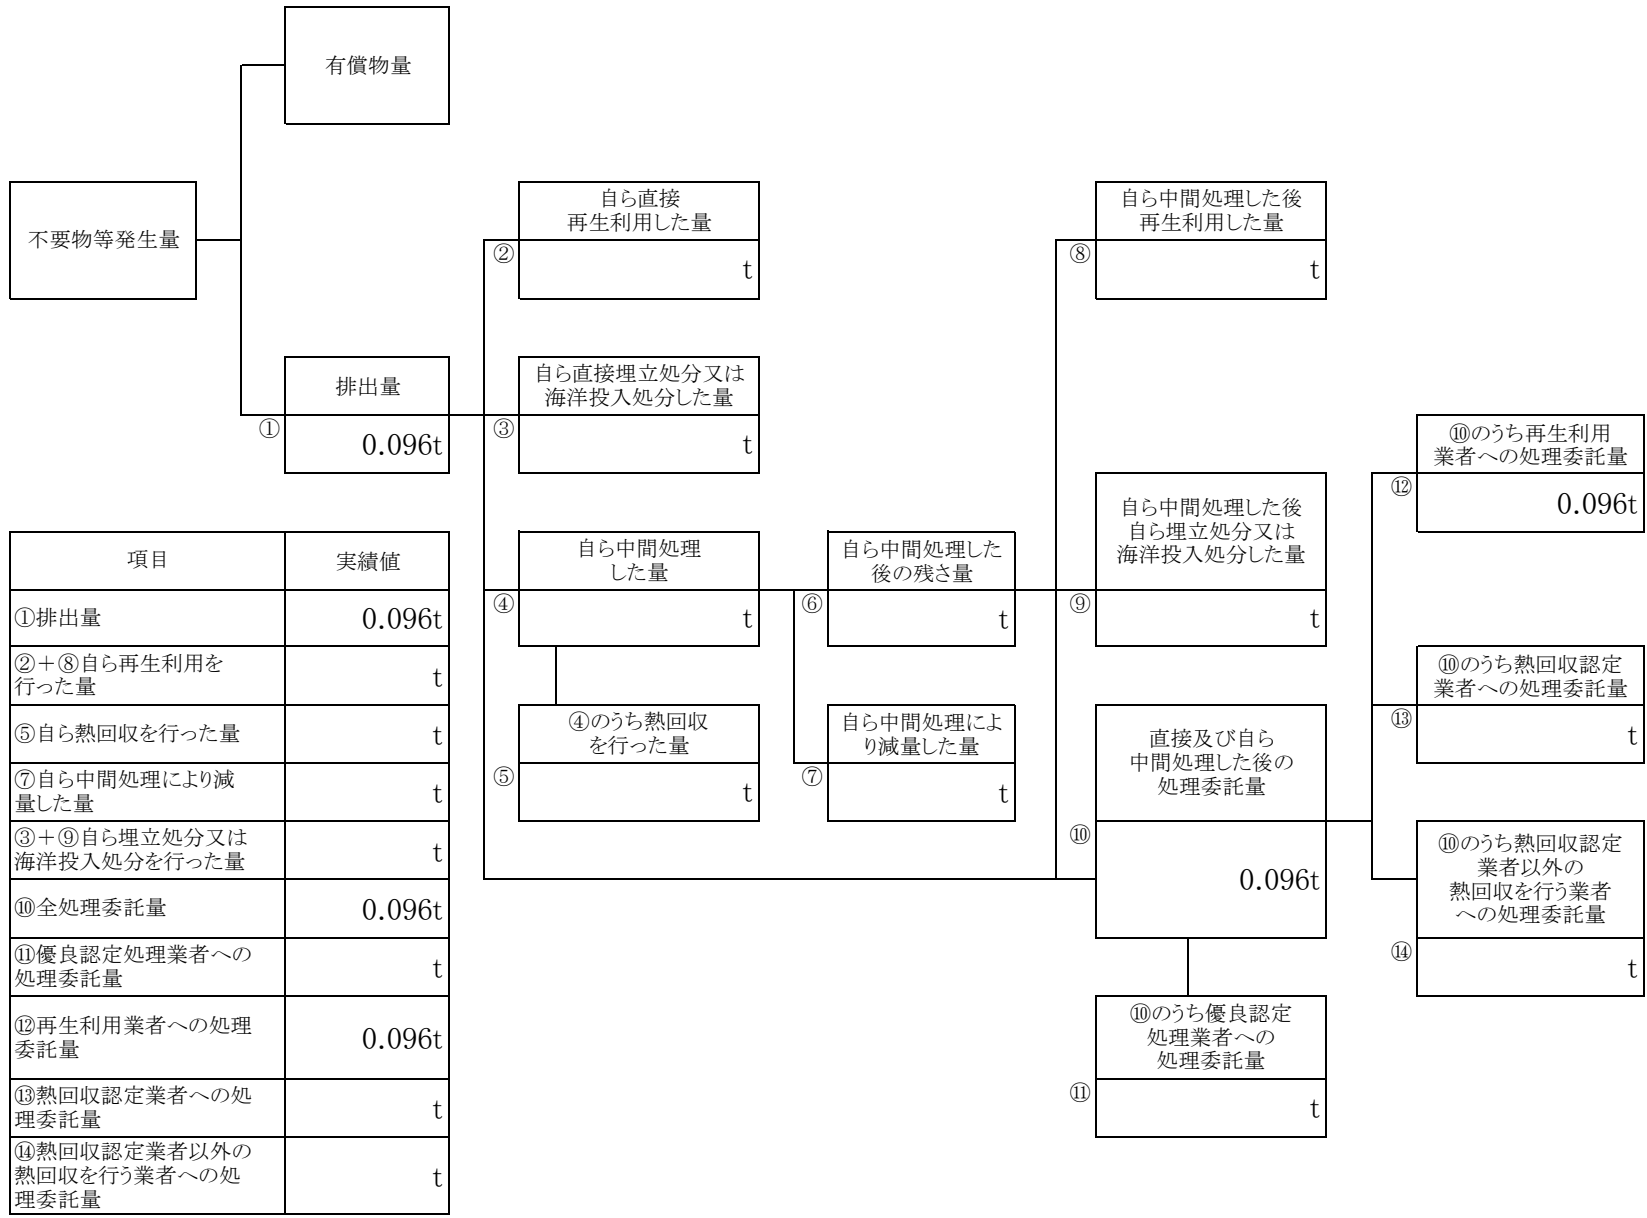 有償物量
不要物等発生量
排出量
①
0.096t
自ら直接
再生利用した量
②
t
自ら直接埋立処分又は
海洋投入処分した量
③
t
自ら中間処理
した量
④
t
④のうち熱回収
を行った量
⑤
t
自ら中間処理した
後の残さ量
⑥
t
自ら中間処理によ
り減量した量
⑦
t
自ら中間処理した後
再生利用した量
⑧
t
自ら中間処理した後
自ら埋立処分又は
海洋投入処分した量
⑨
t
直接及び自ら
中間処理した後の
処理委託量
⑩
0.096t
⑩のうち優良認定
処理業者への
処理委託量
⑪
t
⑩のうち再生利用
業者への処理委託量
⑫
0.096t
⑩のうち熱回収認定
業者への処理委託量
⑬
t
⑩のうち熱回収認定
業者以外の
熱回収を行う業者
への処理委託量
⑭
t
項目 実績値
①排出量 0.096t
②＋⑧自ら再生利用を
行った量 t
⑤自ら熱回収を行った量 t
⑦自ら中間処理により減
量した量 t
③＋⑨自ら埋立処分又は
海洋投入処分を行った量 t
⑩全処理委託量 0.096t
⑪優良認定処理業者への
処理委託量 t
⑫再生利用業者への処理
委託量 0.096t
⑬熱回収認定業者への処
理委託量 t
⑭熱回収認定業者以外の
熱回収を行う業者への処
理委託量 t